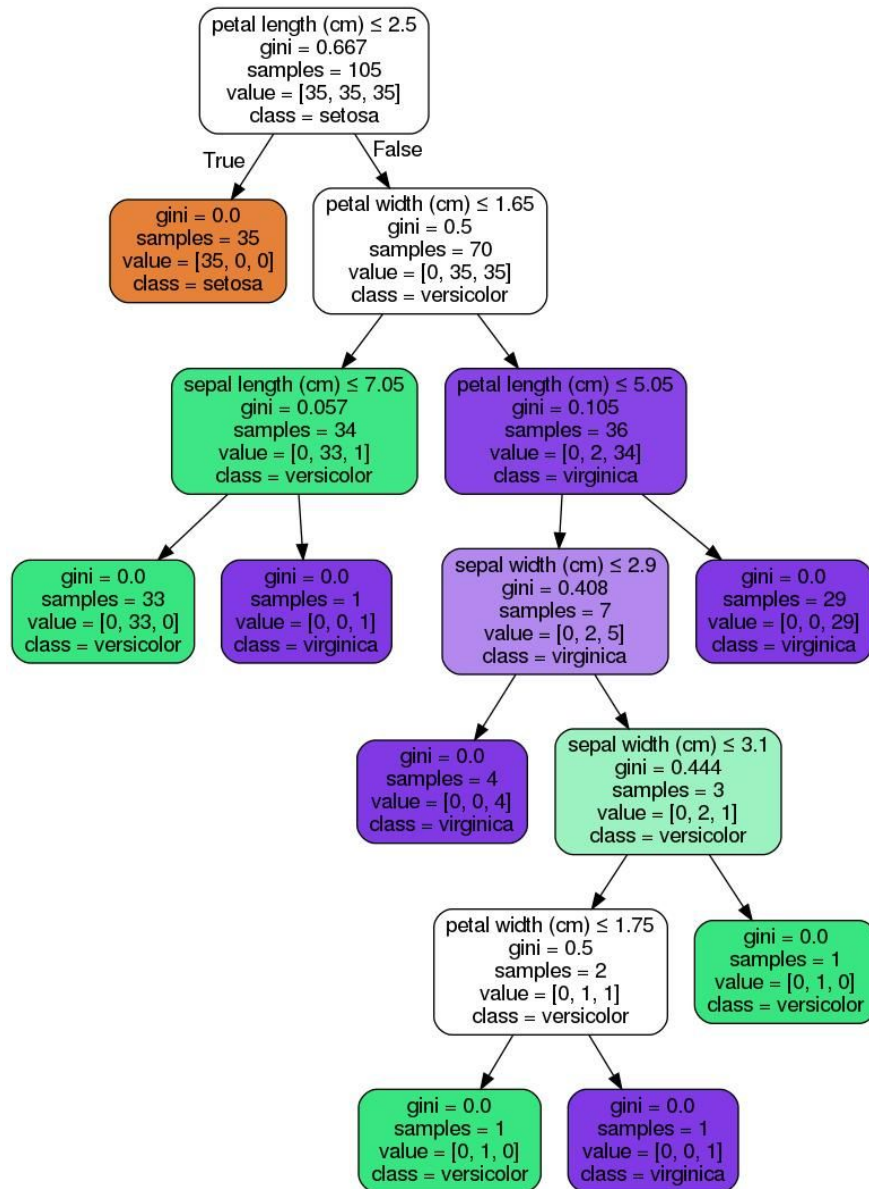 petal length (cm) ≤ 2.5
gini = 0.667
samples = 105
value = [35, 35, 35]
class = setosa
True
False
gini = 0.0
samples = 35
value = [35, 0, 0]
class = setosa
petal width (cm) ≤ 1.65
gini = 0.5
samples = 70
value = [0, 35, 35]
class = versicolor
sepal length (cm) ≤ 7.05
gini = 0.057
samples = 34
value = [0, 33, 1]
class = versicolor
petal length (cm) ≤ 5.05
gini = 0.105
samples = 36
value = [0, 2, 34]
class = virginica
gini = 0.0
samples = 33
value = [0, 33, 0]
class = versicolor
gini = 0.0
samples = 1
value = [0, 0, 1]
class = virginica
sepal width (cm) ≤ 2.9
gini = 0.408
samples = 7
value = [0, 2, 5]
class = virginica
gini = 0.0
samples = 29
value = [0, 0, 29]
class = virginica
gini = 0.0
samples = 4
value = [0, 0, 4]
class = virginica
sepal width (cm) ≤ 3.1
gini = 0.444
samples = 3
value = [0, 2, 1]
class = versicolor
petal width (cm) ≤ 1.75
gini = 0.5
samples = 2
value = [0, 1, 1]
class = versicolor
gini = 0.0
samples = 1
value = [0, 1, 0]
class = versicolor
gini = 0.0
samples = 1
value = [0, 1, 0]
class = versicolor
gini = 0.0
samples = 1
value = [0, 0, 1]
class = virginica